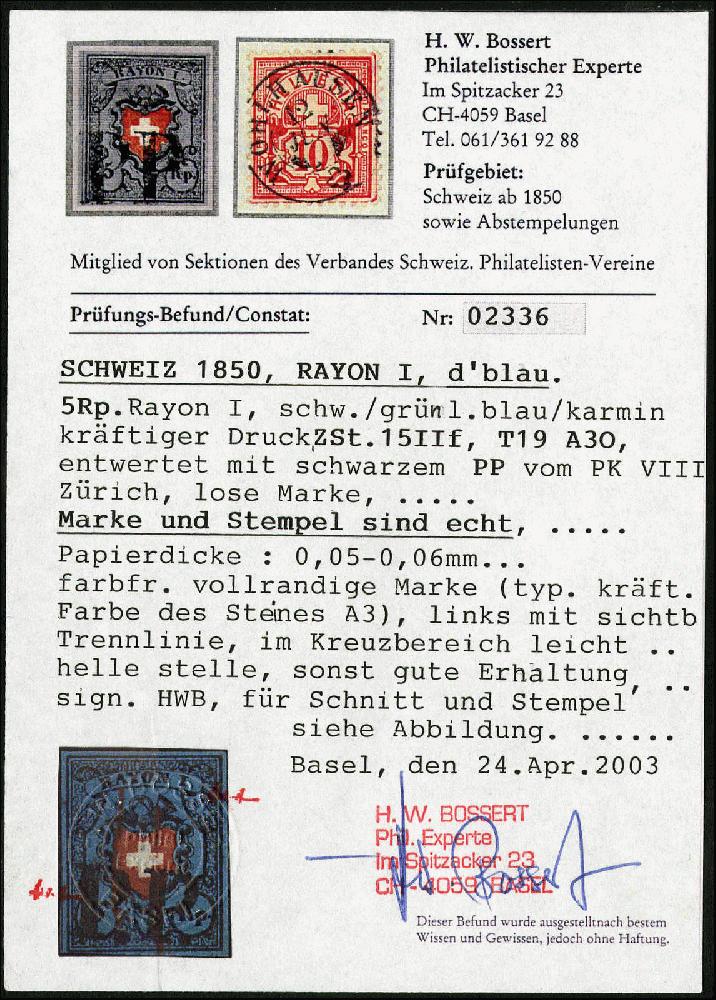 H. W. Bossert
Philatelistischer Experte
Im Spitzacker 23
CH-4059 Basel
Tel. 061/361 92 88
Prüfgebiet:
Schweiz ab 1850
sowie Abstempelungen
RAYON I.
5 Rp.
10
Mitglied von Sektionen des Verbandes Schweiz. Philatelisten-Vereine
Prüfungs-Befund/Constat:
Nr: 02336
SCHWEIZ 1850, RAYON I, d'blau.
5Rp.Rayon I, schw./grünl.blau/karmin
kräftiger Druck,ZSt.15IIf, T19 A3O,
entwertet mit schwarzem PP vom PK VIII
Zürich, lose Marke, .....
Marke und Stempel sind echt, .....
Papierdicke : 0,05-0,06mm...
farbfr. vollrandige Marke (typ. kräft.
Farbe des Steines A3), links mit sichtb
Trennlinie, im Kreuzbereich leicht ..
helle stelle, sonst gute Erhaltung, ..
sign. HWB, für Schnitt und Stempel
siehe Abbildung. ......
Basel, den 24.Apr.2003
RAYON I.
H. W. BOSSERT
Phil. Experte
Im Spitzacker 23
CH - 4059 BASEL
Dieser Befund wurde ausgestelltnach bestem
Wissen und Gewissen, jedoch ohne Haftung.